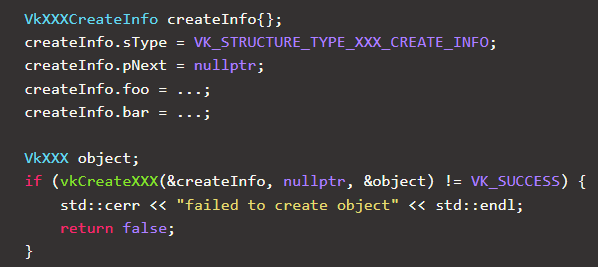 VkXXXCreateInfo createInfo{};
createInfo.sType = VK_STRUCTURE_TYPE_XXX_CREATE_INFO;
createInfo.pNext = nullptr;
createInfo.foo = ...;
createInfo.bar = ...;

VkXXX object;
if (vkCreateXXX(&createInfo, nullptr, &object) != VK_SUCCESS) {
    std::cerr << "failed to create object" << std::endl;
    return false;
}